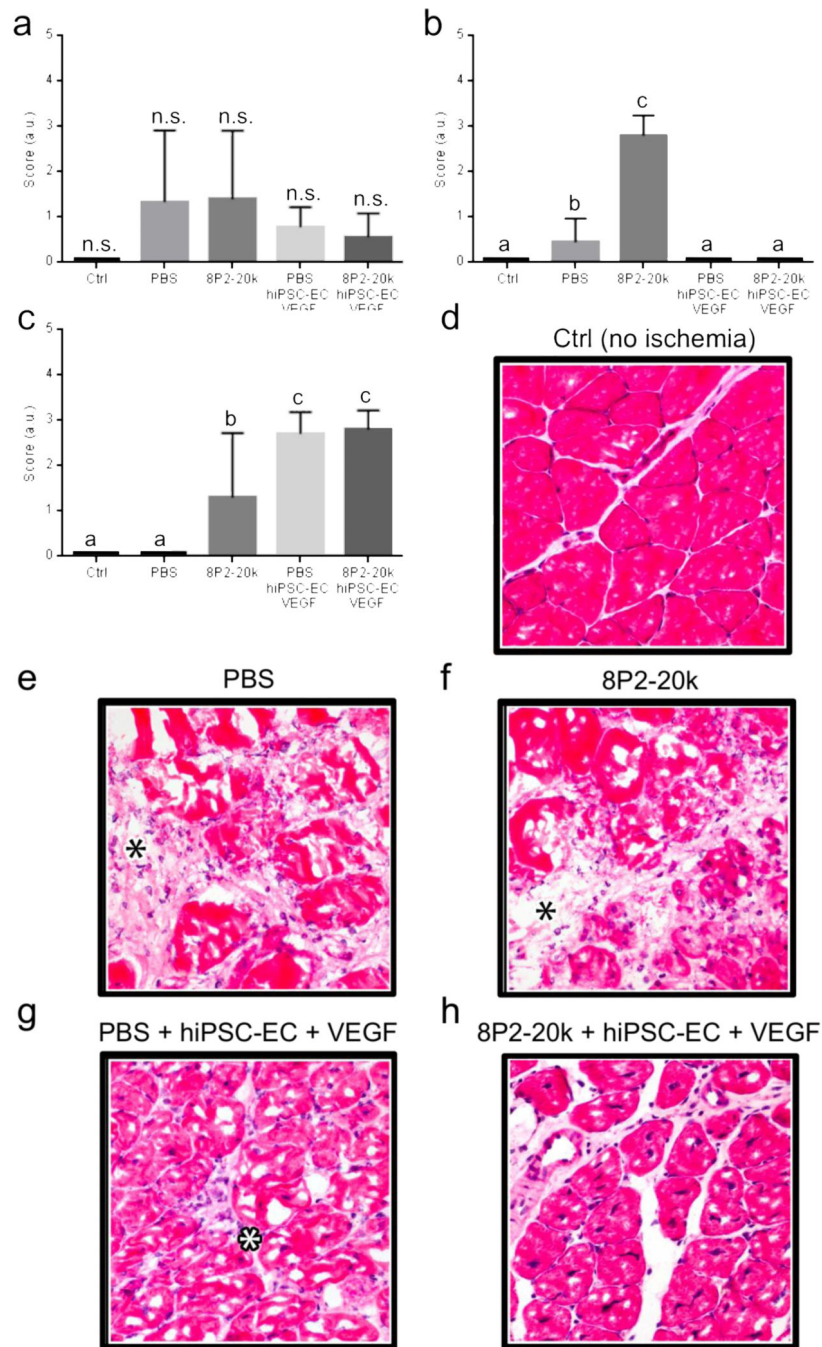 a
5
4
3
2
1
0
Score (a.u.)
n.s.
n.s.
n.s.
n.s.
n.s.
Ctrl
PBS
8P2-20k
PBS
hiPSC-EC
VEGF
8P2-20k
hiPSC-EC
VEGF
b
5
4
3
2
1
0
Score (a.u.)
a
b
c
a
a
Ctrl
PBS
8P2-20k
PBS
hiPSC-EC
VEGF
8P2-20k
hiPSC-EC
VEGF
c
5
4
3
2
1
0
Score (a.u.)
a
a
b
c
c
Ctrl
PBS
8P2-20k
PBS
hiPSC-EC
VEGF
8P2-20k
hiPSC-EC
VEGF
d
Ctrl (no ischemia)
e
PBS
*
f
8P2-20k
*
g
PBS + hiPSC-EC + VEGF
*
h
8P2-20k + hiPSC-EC + VEGF